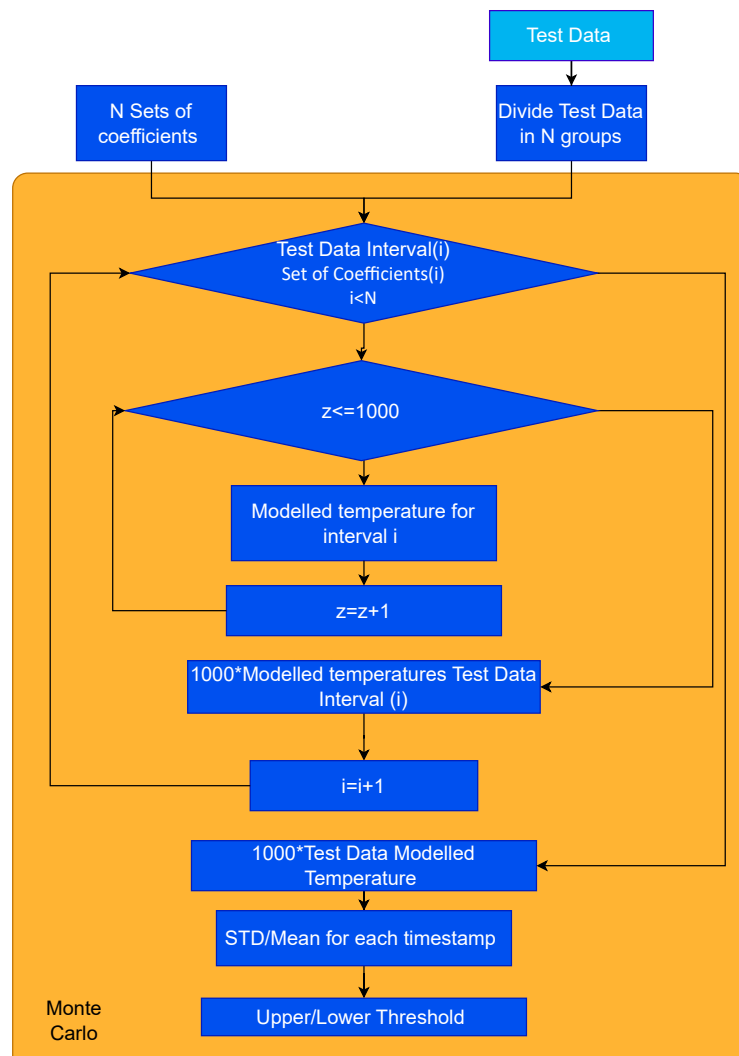 Test Data
N Sets of
coefficients
Divide Test Data
in N groups
Test Data Interval(i)
Set of Coefficients(i)
i<N
z<=1000
Modelled temperature for
interval i
z=z+1
1000*Modelled temperatures Test Data
Interval (i)
i=i+1
1000*Test Data Modelled
Temperature
STD/Mean for each timestamp
Upper/Lower Threshold
Monte
Carlo